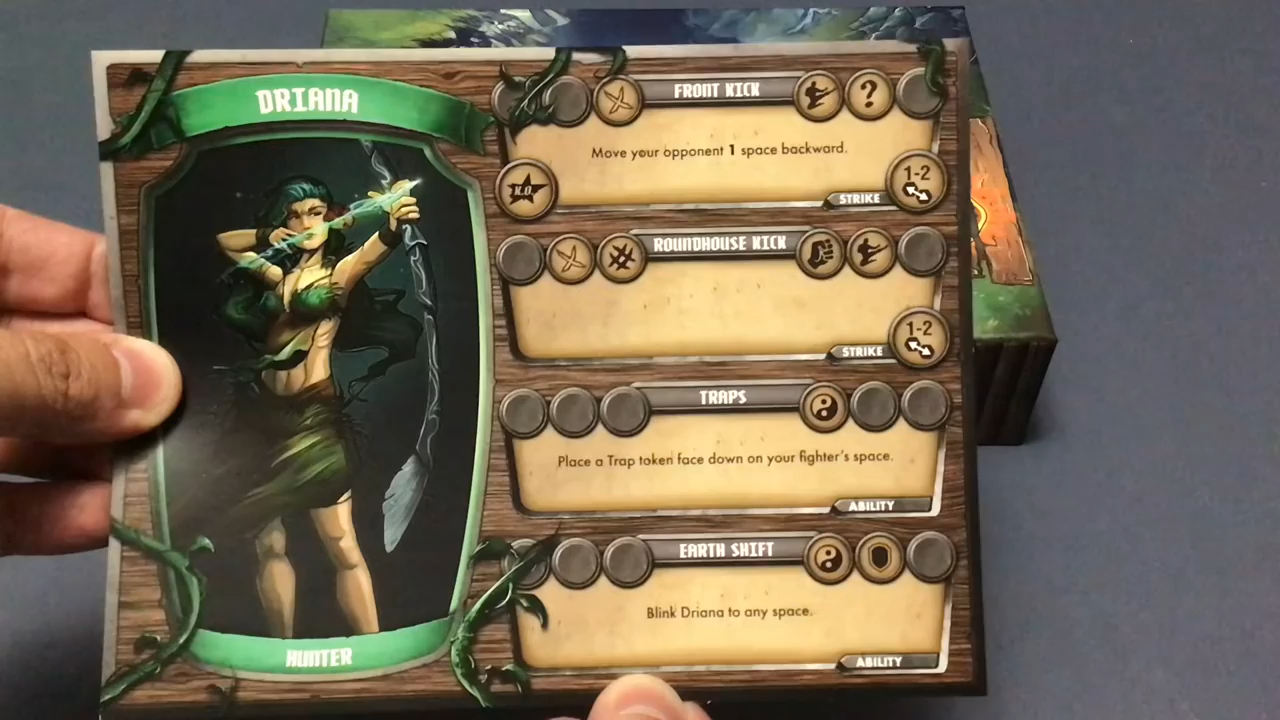 DRIANA
HUNTER
FRONT KICK
?
Move your opponent 1 space backward.
K.O.
STRIKE
1-2
ROUNDHOUSE KICK
STRIKE
1-2
TRAPS
Place a Trap token face down on your fighter's space.
ABILITY
EARTH SHIFT
Blink Driana to any space.
ABILITY